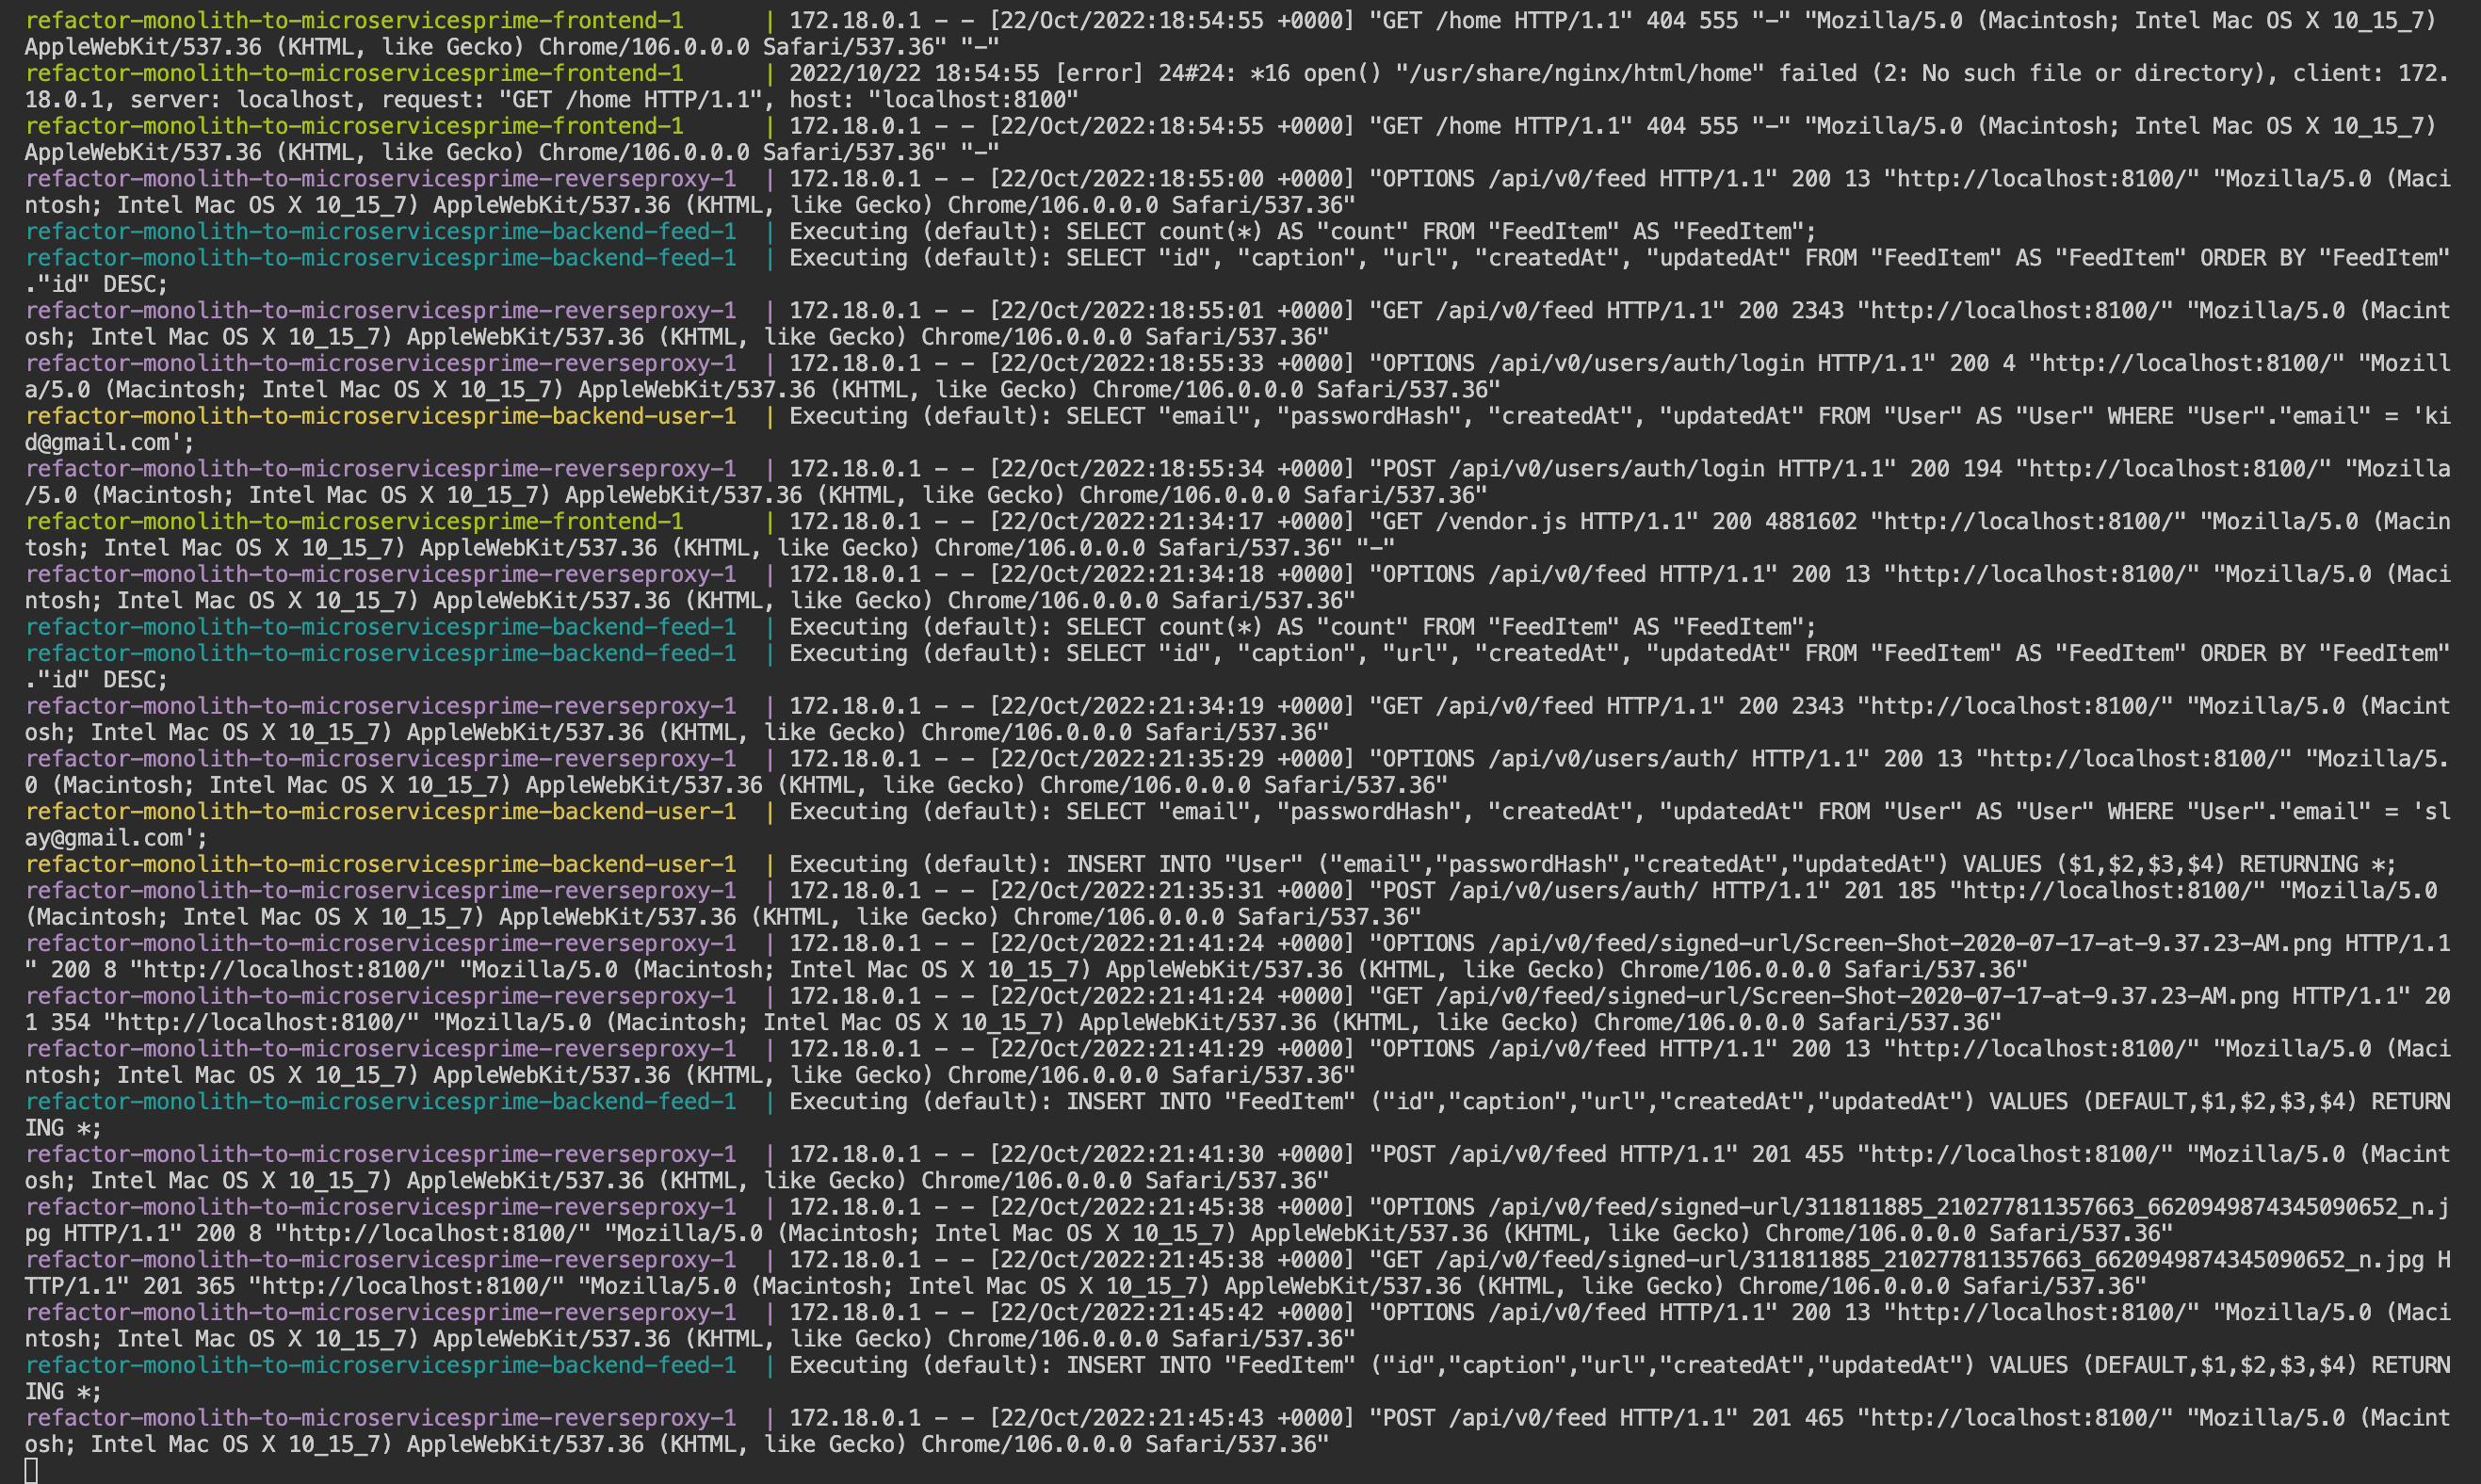 refactor-monolith-to-microservicesprime-frontend-1      | 172.18.0.1 - - [22/Oct/2022:18:54:55 +0000] "GET /home HTTP/1.1" 404 555 "-" "Mozilla/5.0 (Macintosh; Intel Mac OS X 10_15_7)
AppleWebKit/537.36 (KHTML, like Gecko) Chrome/106.0.0.0 Safari/537.36" "-"
refactor-monolith-to-microservicesprime-frontend-1      | 2022/10/22 18:54:55 [error] 24#24: *16 open() "/usr/share/nginx/html/home" failed (2: No such file or directory), client: 172.
18.0.1, server: localhost, request: "GET /home HTTP/1.1", host: "localhost:8100"
refactor-monolith-to-microservicesprime-frontend-1      | 172.18.0.1 - - [22/Oct/2022:18:54:55 +0000] "GET /home HTTP/1.1" 404 555 "-" "Mozilla/5.0 (Macintosh; Intel Mac OS X 10_15_7)
AppleWebKit/537.36 (KHTML, like Gecko) Chrome/106.0.0.0 Safari/537.36" "-"
refactor-monolith-to-microservicesprime-reverseproxy-1  | 172.18.0.1 - - [22/Oct/2022:18:55:00 +0000] "OPTIONS /api/v0/feed HTTP/1.1" 200 13 "http://localhost:8100/" "Mozilla/5.0 (Maci
ntosh; Intel Mac OS X 10_15_7) AppleWebKit/537.36 (KHTML, like Gecko) Chrome/106.0.0.0 Safari/537.36"
refactor-monolith-to-microservicesprime-backend-feed-1  | Executing (default): SELECT count(*) AS "count" FROM "FeedItem" AS "FeedItem";
refactor-monolith-to-microservicesprime-backend-feed-1  | Executing (default): SELECT "id", "caption", "url", "createdAt", "updatedAt" FROM "FeedItem" AS "FeedItem" ORDER BY "FeedItem"
."id" DESC;
refactor-monolith-to-microservicesprime-reverseproxy-1  | 172.18.0.1 - - [22/Oct/2022:18:55:01 +0000] "GET /api/v0/feed HTTP/1.1" 200 2343 "http://localhost:8100/" "Mozilla/5.0 (Macint
osh; Intel Mac OS X 10_15_7) AppleWebKit/537.36 (KHTML, like Gecko) Chrome/106.0.0.0 Safari/537.36"
refactor-monolith-to-microservicesprime-reverseproxy-1  | 172.18.0.1 - - [22/Oct/2022:18:55:33 +0000] "OPTIONS /api/v0/users/auth/login HTTP/1.1" 200 4 "http://localhost:8100/" "Mozill
a/5.0 (Macintosh; Intel Mac OS X 10_15_7) AppleWebKit/537.36 (KHTML, like Gecko) Chrome/106.0.0.0 Safari/537.36"
refactor-monolith-to-microservicesprime-backend-user-1  | Executing (default): SELECT "email", "passwordHash", "createdAt", "updatedAt" FROM "User" AS "User" WHERE "User"."email" = 'ki
d@gmail.com';
refactor-monolith-to-microservicesprime-reverseproxy-1  | 172.18.0.1 - - [22/Oct/2022:18:55:34 +0000] "POST /api/v0/users/auth/login HTTP/1.1" 200 194 "http://localhost:8100/" "Mozilla
/5.0 (Macintosh; Intel Mac OS X 10_15_7) AppleWebKit/537.36 (KHTML, like Gecko) Chrome/106.0.0.0 Safari/537.36"
refactor-monolith-to-microservicesprime-frontend-1      | 172.18.0.1 - - [22/Oct/2022:21:34:17 +0000] "GET /vendor.js HTTP/1.1" 200 4881602 "http://localhost:8100/" "Mozilla/5.0 (Macin
tosh; Intel Mac OS X 10_15_7) AppleWebKit/537.36 (KHTML, like Gecko) Chrome/106.0.0.0 Safari/537.36" "-"
refactor-monolith-to-microservicesprime-reverseproxy-1  | 172.18.0.1 - - [22/Oct/2022:21:34:18 +0000] "OPTIONS /api/v0/feed HTTP/1.1" 200 13 "http://localhost:8100/" "Mozilla/5.0 (Maci
ntosh; Intel Mac OS X 10_15_7) AppleWebKit/537.36 (KHTML, like Gecko) Chrome/106.0.0.0 Safari/537.36"
refactor-monolith-to-microservicesprime-backend-feed-1  | Executing (default): SELECT count(*) AS "count" FROM "FeedItem" AS "FeedItem";
refactor-monolith-to-microservicesprime-backend-feed-1  | Executing (default): SELECT "id", "caption", "url", "createdAt", "updatedAt" FROM "FeedItem" AS "FeedItem" ORDER BY "FeedItem"
."id" DESC;
refactor-monolith-to-microservicesprime-reverseproxy-1  | 172.18.0.1 - - [22/Oct/2022:21:34:19 +0000] "GET /api/v0/feed HTTP/1.1" 200 2343 "http://localhost:8100/" "Mozilla/5.0 (Macint
osh; Intel Mac OS X 10_15_7) AppleWebKit/537.36 (KHTML, like Gecko) Chrome/106.0.0.0 Safari/537.36"
refactor-monolith-to-microservicesprime-reverseproxy-1  | 172.18.0.1 - - [22/Oct/2022:21:35:29 +0000] "OPTIONS /api/v0/users/auth/ HTTP/1.1" 200 13 "http://localhost:8100/" "Mozilla/5.
0 (Macintosh; Intel Mac OS X 10_15_7) AppleWebKit/537.36 (KHTML, like Gecko) Chrome/106.0.0.0 Safari/537.36"
refactor-monolith-to-microservicesprime-backend-user-1  | Executing (default): SELECT "email", "passwordHash", "createdAt", "updatedAt" FROM "User" AS "User" WHERE "User"."email" = 'sl
ay@gmail.com';
refactor-monolith-to-microservicesprime-backend-user-1  | Executing (default): INSERT INTO "User" ("email","passwordHash","createdAt","updatedAt") VALUES ($1,$2,$3,$4) RETURNING *;
refactor-monolith-to-microservicesprime-reverseproxy-1  | 172.18.0.1 - - [22/Oct/2022:21:35:31 +0000] "POST /api/v0/users/auth/ HTTP/1.1" 201 185 "http://localhost:8100/" "Mozilla/5.0
(Macintosh; Intel Mac OS X 10_15_7) AppleWebKit/537.36 (KHTML, like Gecko) Chrome/106.0.0.0 Safari/537.36"
refactor-monolith-to-microservicesprime-reverseproxy-1  | 172.18.0.1 - - [22/Oct/2022:21:41:24 +0000] "OPTIONS /api/v0/feed/signed-url/Screen-Shot-2020-07-17-at-9.37.23-AM.png HTTP/1.1
" 200 8 "http://localhost:8100/" "Mozilla/5.0 (Macintosh; Intel Mac OS X 10_15_7) AppleWebKit/537.36 (KHTML, like Gecko) Chrome/106.0.0.0 Safari/537.36"
refactor-monolith-to-microservicesprime-reverseproxy-1  | 172.18.0.1 - - [22/Oct/2022:21:41:24 +0000] "GET /api/v0/feed/signed-url/Screen-Shot-2020-07-17-at-9.37.23-AM.png HTTP/1.1" 20
1 354 "http://localhost:8100/" "Mozilla/5.0 (Macintosh; Intel Mac OS X 10_15_7) AppleWebKit/537.36 (KHTML, like Gecko) Chrome/106.0.0.0 Safari/537.36"
refactor-monolith-to-microservicesprime-reverseproxy-1  | 172.18.0.1 - - [22/Oct/2022:21:41:29 +0000] "OPTIONS /api/v0/feed HTTP/1.1" 200 13 "http://localhost:8100/" "Mozilla/5.0 (Maci
ntosh; Intel Mac OS X 10_15_7) AppleWebKit/537.36 (KHTML, like Gecko) Chrome/106.0.0.0 Safari/537.36"
refactor-monolith-to-microservicesprime-backend-feed-1  | Executing (default): INSERT INTO "FeedItem" ("id","caption","url","createdAt","updatedAt") VALUES (DEFAULT,$1,$2,$3,$4) RETURN
ING *;
refactor-monolith-to-microservicesprime-reverseproxy-1  | 172.18.0.1 - - [22/Oct/2022:21:41:30 +0000] "POST /api/v0/feed HTTP/1.1" 201 455 "http://localhost:8100/" "Mozilla/5.0 (Macint
osh; Intel Mac OS X 10_15_7) AppleWebKit/537.36 (KHTML, like Gecko) Chrome/106.0.0.0 Safari/537.36"
refactor-monolith-to-microservicesprime-reverseproxy-1  | 172.18.0.1 - - [22/Oct/2022:21:45:38 +0000] "OPTIONS /api/v0/feed/signed-url/311811885_210277811357663_6620949874345090652_n.j
pg HTTP/1.1" 200 8 "http://localhost:8100/" "Mozilla/5.0 (Macintosh; Intel Mac OS X 10_15_7) AppleWebKit/537.36 (KHTML, like Gecko) Chrome/106.0.0.0 Safari/537.36"
refactor-monolith-to-microservicesprime-reverseproxy-1  | 172.18.0.1 - - [22/Oct/2022:21:45:38 +0000] "GET /api/v0/feed/signed-url/311811885_210277811357663_6620949874345090652_n.jpg H
TTP/1.1" 201 365 "http://localhost:8100/" "Mozilla/5.0 (Macintosh; Intel Mac OS X 10_15_7) AppleWebKit/537.36 (KHTML, like Gecko) Chrome/106.0.0.0 Safari/537.36"
refactor-monolith-to-microservicesprime-reverseproxy-1  | 172.18.0.1 - - [22/Oct/2022:21:45:42 +0000] "OPTIONS /api/v0/feed HTTP/1.1" 200 13 "http://localhost:8100/" "Mozilla/5.0 (Maci
ntosh; Intel Mac OS X 10_15_7) AppleWebKit/537.36 (KHTML, like Gecko) Chrome/106.0.0.0 Safari/537.36"
refactor-monolith-to-microservicesprime-backend-feed-1  | Executing (default): INSERT INTO "FeedItem" ("id","caption","url","createdAt","updatedAt") VALUES (DEFAULT,$1,$2,$3,$4) RETURN
ING *;
refactor-monolith-to-microservicesprime-reverseproxy-1  | 172.18.0.1 - - [22/Oct/2022:21:45:43 +0000] "POST /api/v0/feed HTTP/1.1" 201 465 "http://localhost:8100/" "Mozilla/5.0 (Macint
osh; Intel Mac OS X 10_15_7) AppleWebKit/537.36 (KHTML, like Gecko) Chrome/106.0.0.0 Safari/537.36"